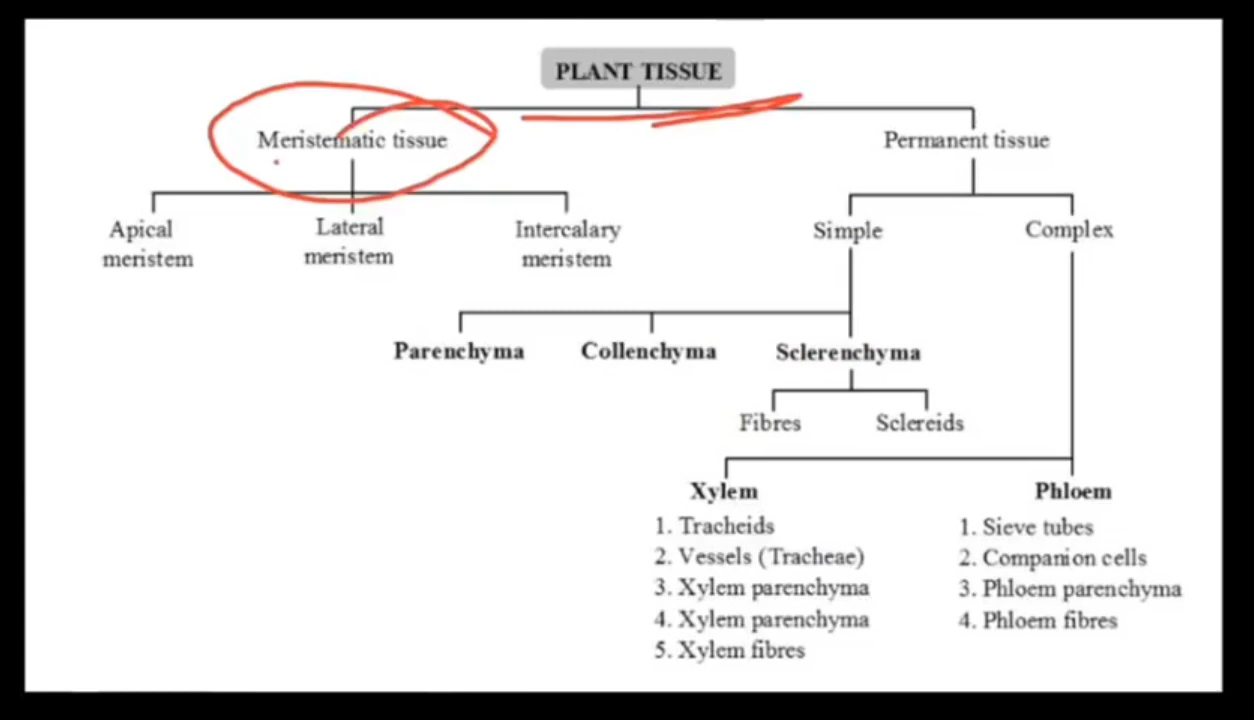 PLANT TISSUE
Meristematic tissue
Permanent tissue
Apical
meristem
Lateral
meristem
Intercalary
meristem
Simple
Complex
Parenchyma
Collenchyma
Sclerenchyma
Fibres
Sclereids
Xylem
1. Tracheids
2. Vessels (Tracheae)
3. Xylem parenchyma
4. Xylem parenchyma
5. Xylem fibres
Phloem
1. Sieve tubes
2. Companion cells
3. Phloem parenchyma
4. Phloem fibres